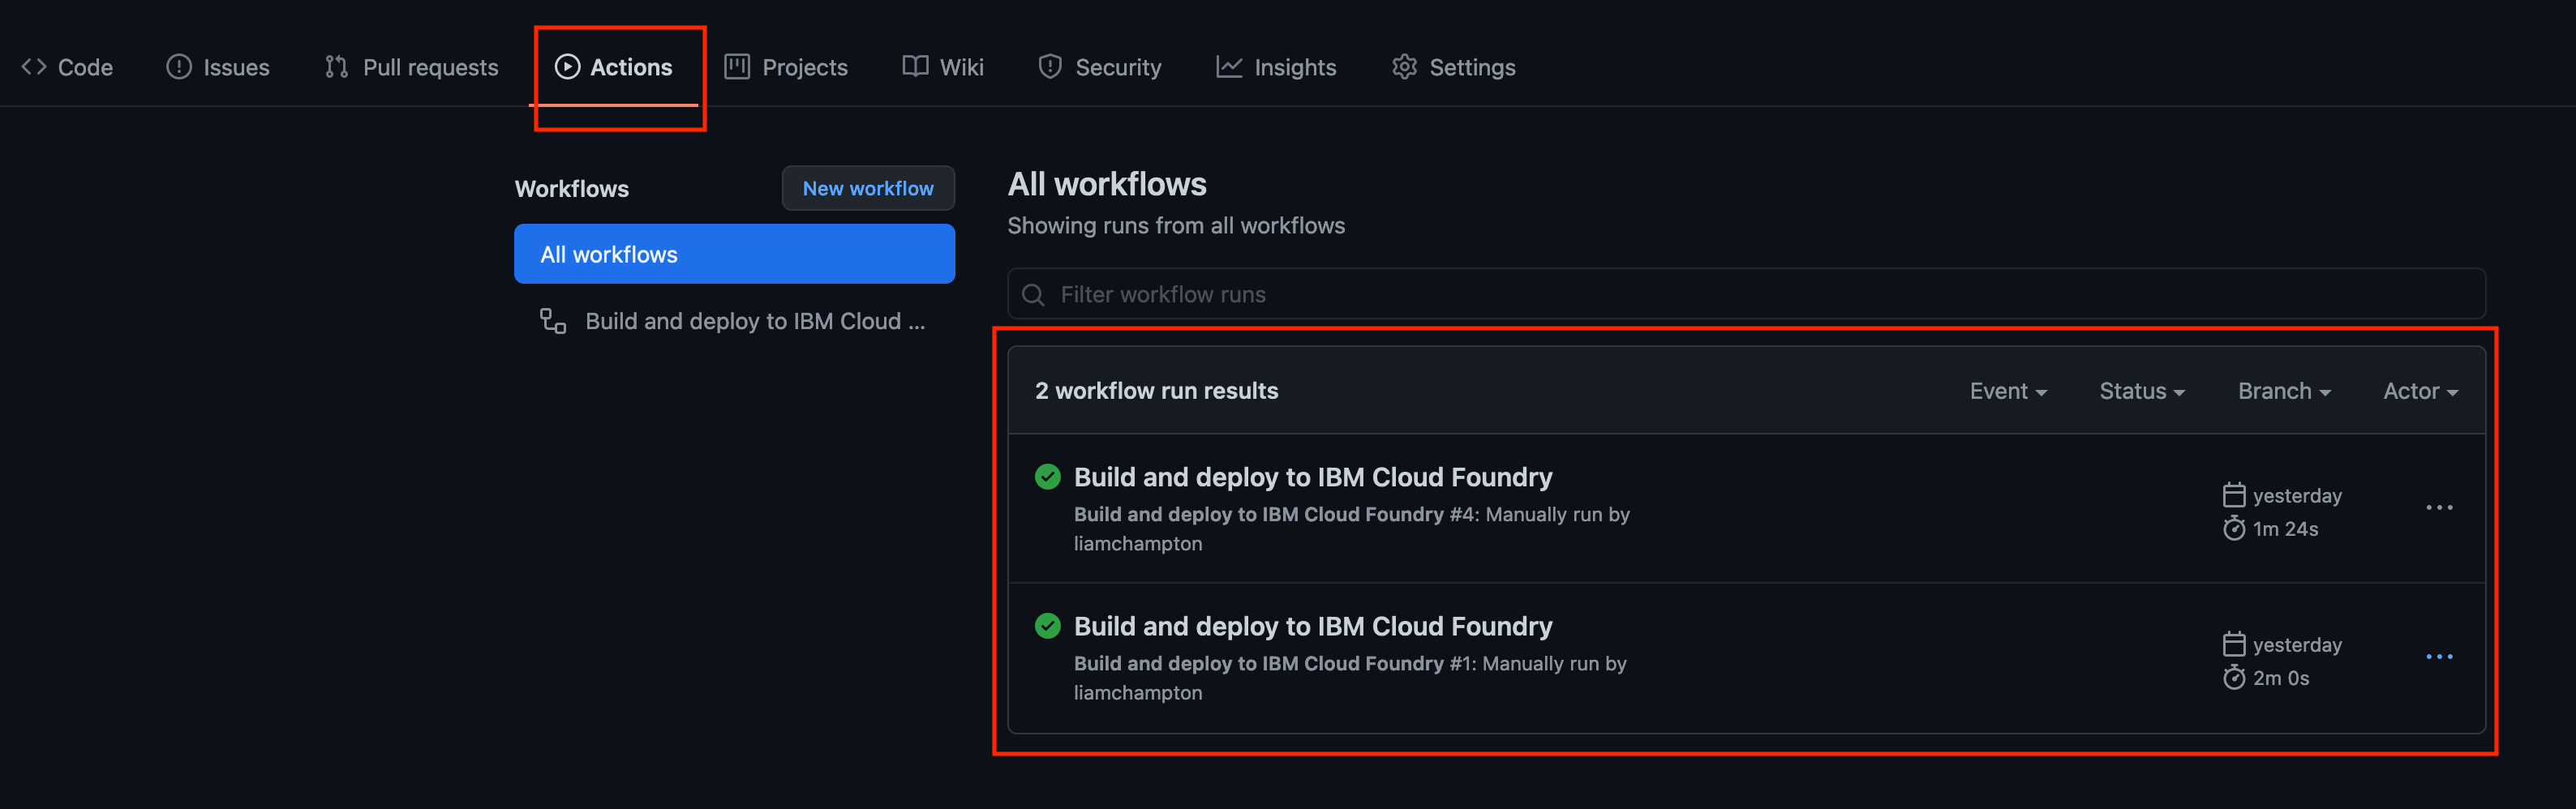 Code Issues Pull requests Actions Projects Wiki Security Insights Settings
Workflows
New workflow
All workflows
Build and deploy to IBM Cloud ...
All workflows
Showing runs from all workflows
Filter workflow runs
2 workflow run results
Event Status Branch Actor
Build and deploy to IBM Cloud Foundry
Build and deploy to IBM Cloud Foundry #4: Manually run by
liamchampton
yesterday
1m 24s
Build and deploy to IBM Cloud Foundry
Build and deploy to IBM Cloud Foundry #1: Manually run by
liamchampton
yesterday
2m 0s